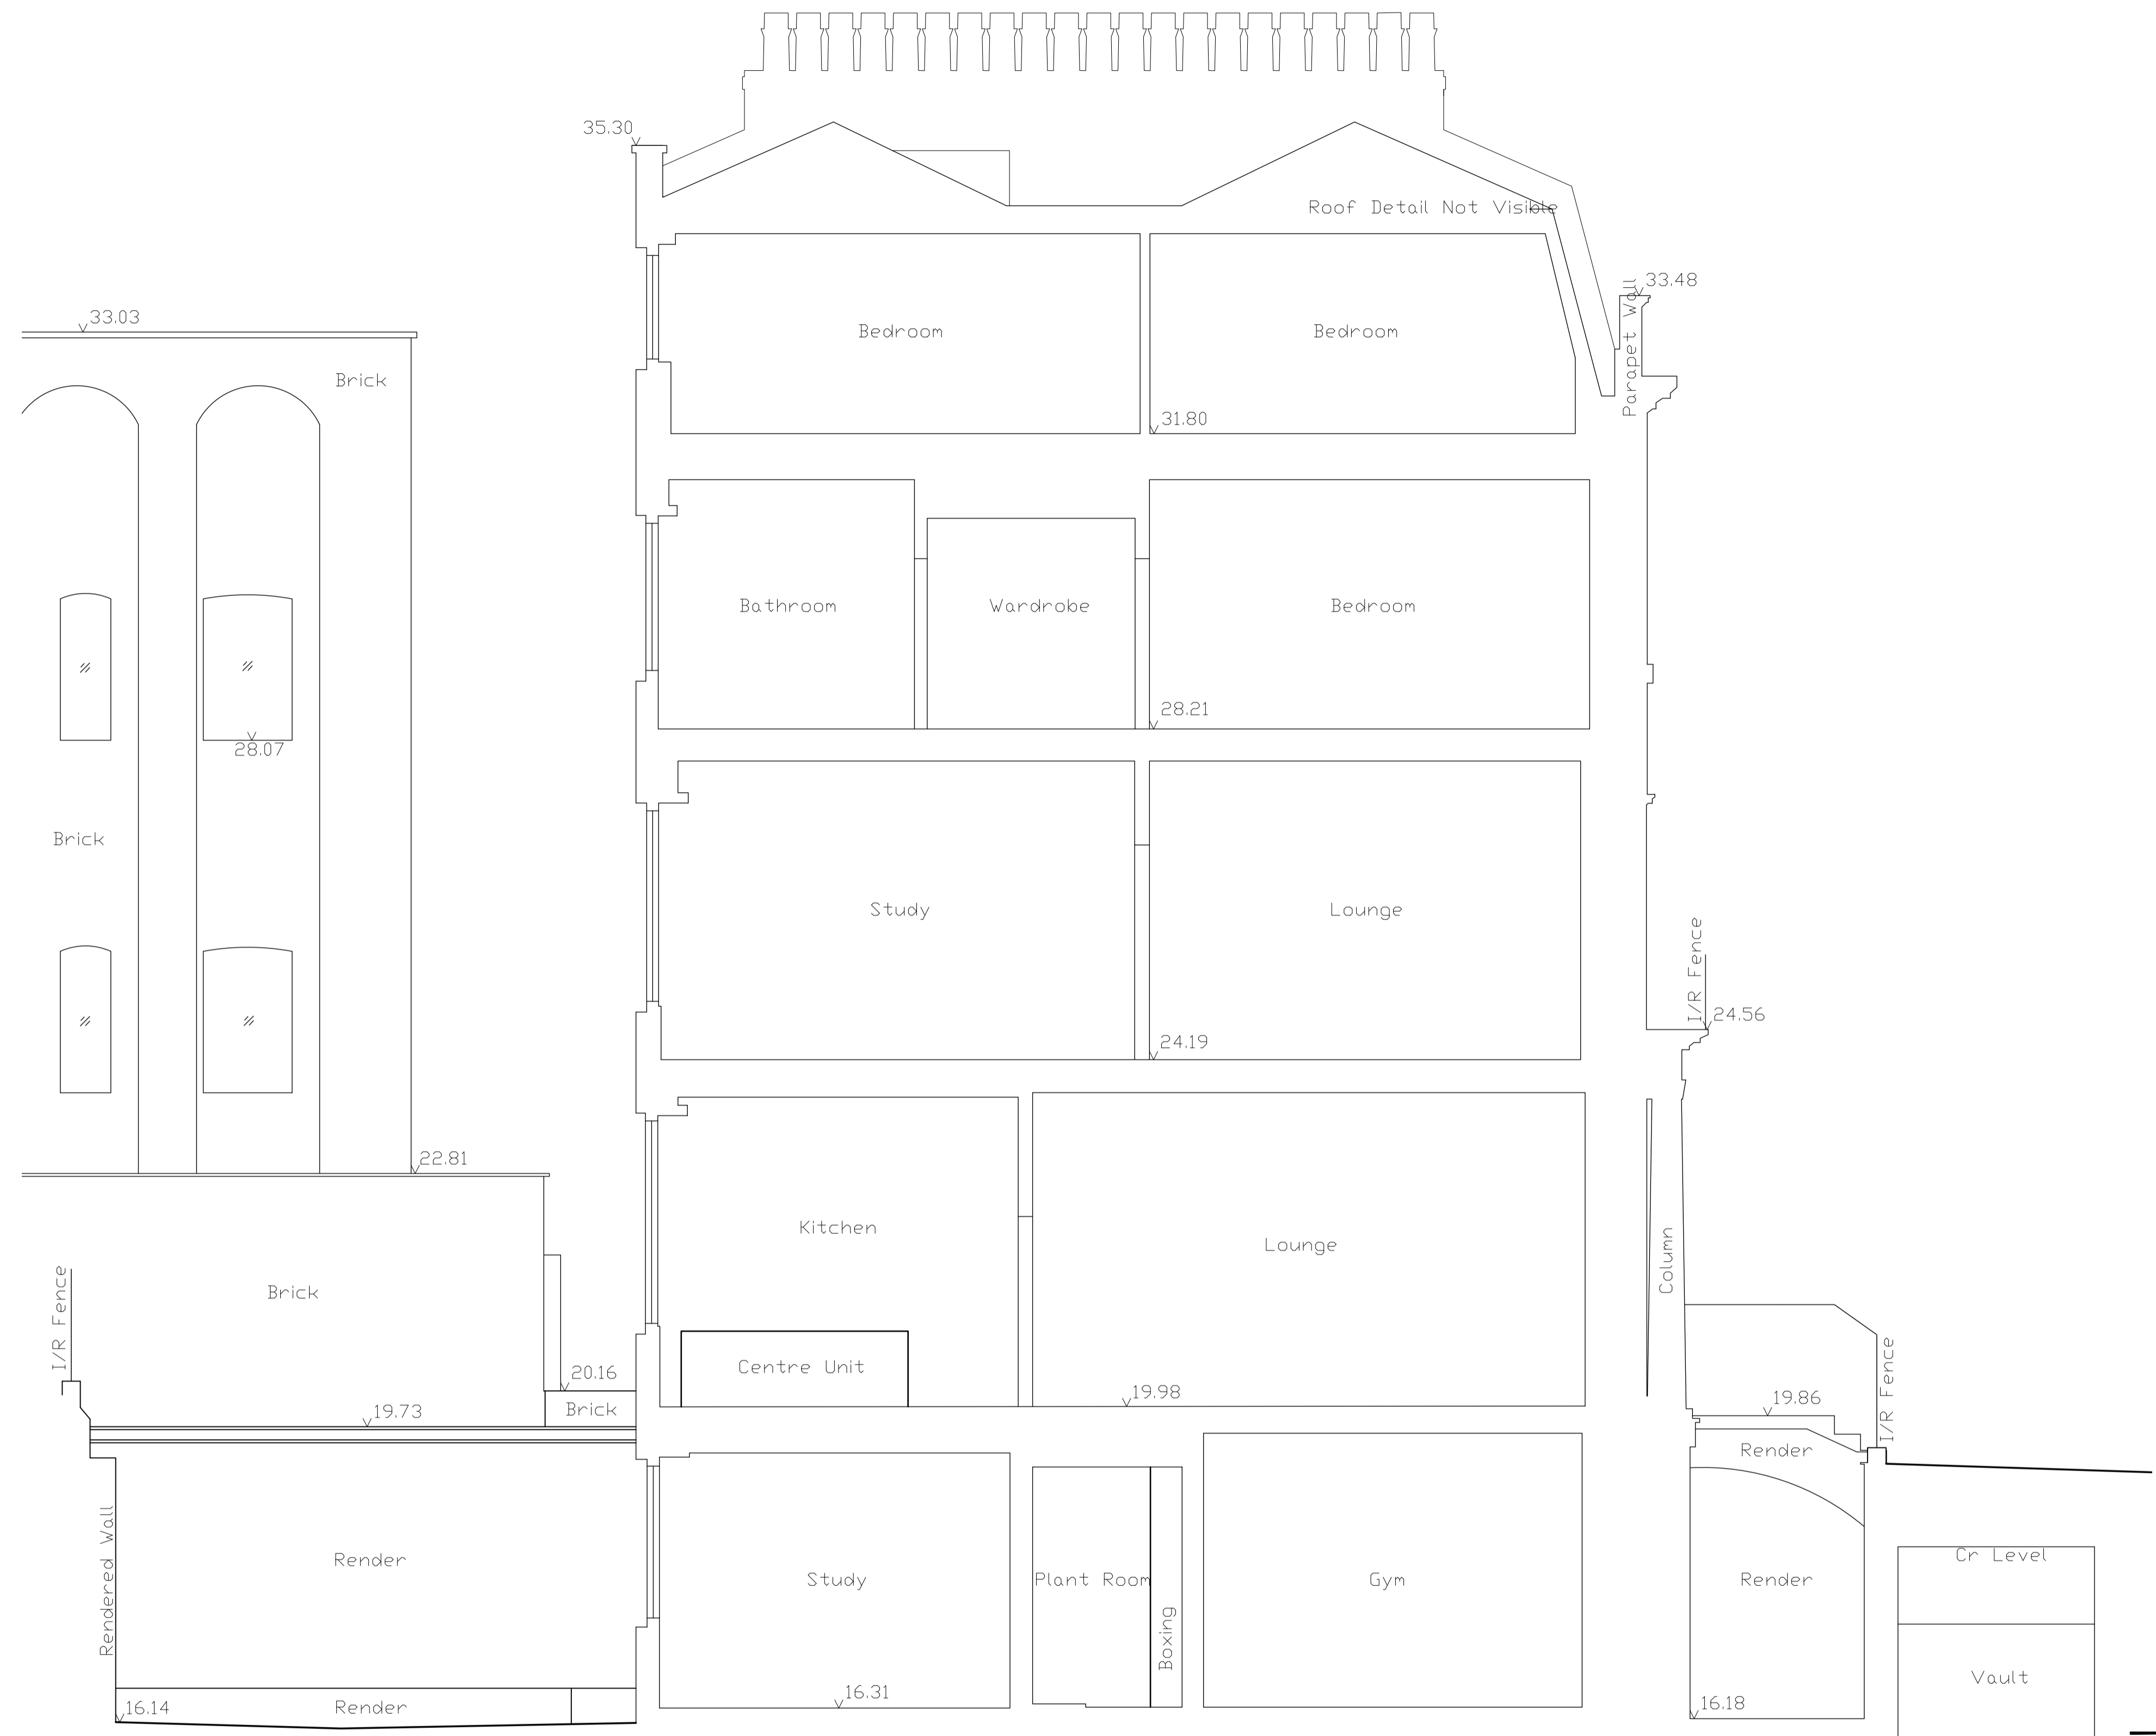 35.30
Roof Detail Not Visible
33.48
Parapet Wall
33.03
Brick
Bedroom
Bedroom
31.80
Bathroom
Wardrobe
Bedroom
28.21
28.07
Brick
Study
Lounge
24.19
I/R Fence
24.56
22.81
Kitchen
Lounge
Column
Brick
I/R Fence
Centre Unit
20.16
19.98
19.86
I/R Fence
19.73
Brick
Render
Rendered Wall
Render
Study
Plant Room
Boxing
Gym
Render
Cr Level
Vault
16.14
Render
16.31
16.18